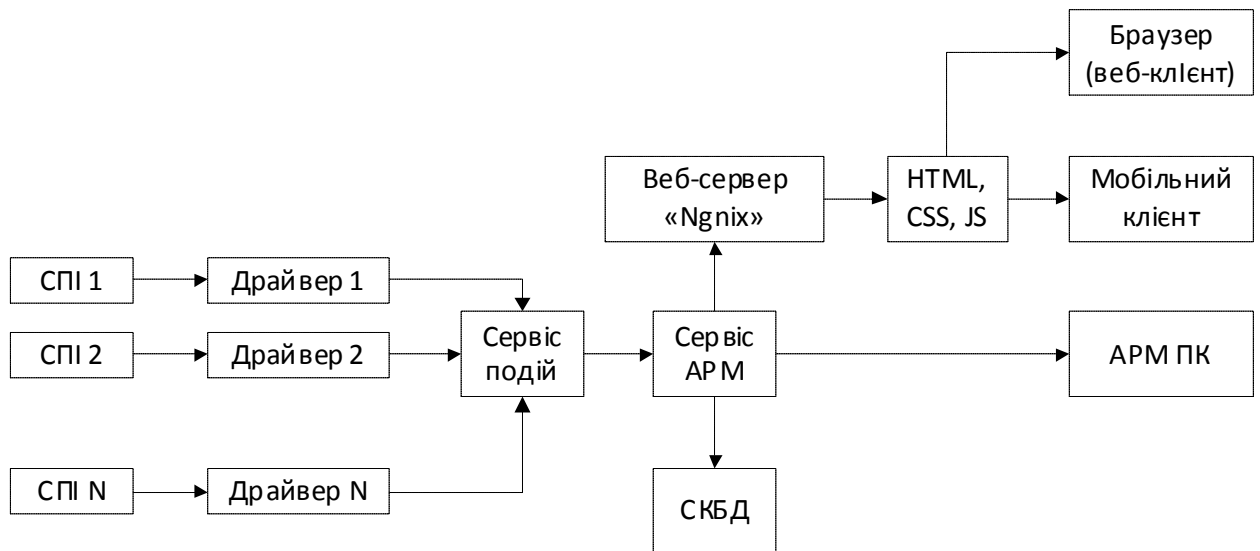 Браузер
(веб-клІєнт)
Веб-сервер
«Ngnix»
HTML,
CSS, JS
Мобільний
клієнт
СПІ 1
Драйвер 1
СПІ 2
Драйвер 2
Сервіс
подій
Сервіс
АРМ
АРМ ПК
СПІ N
Драйвер N
СКБД